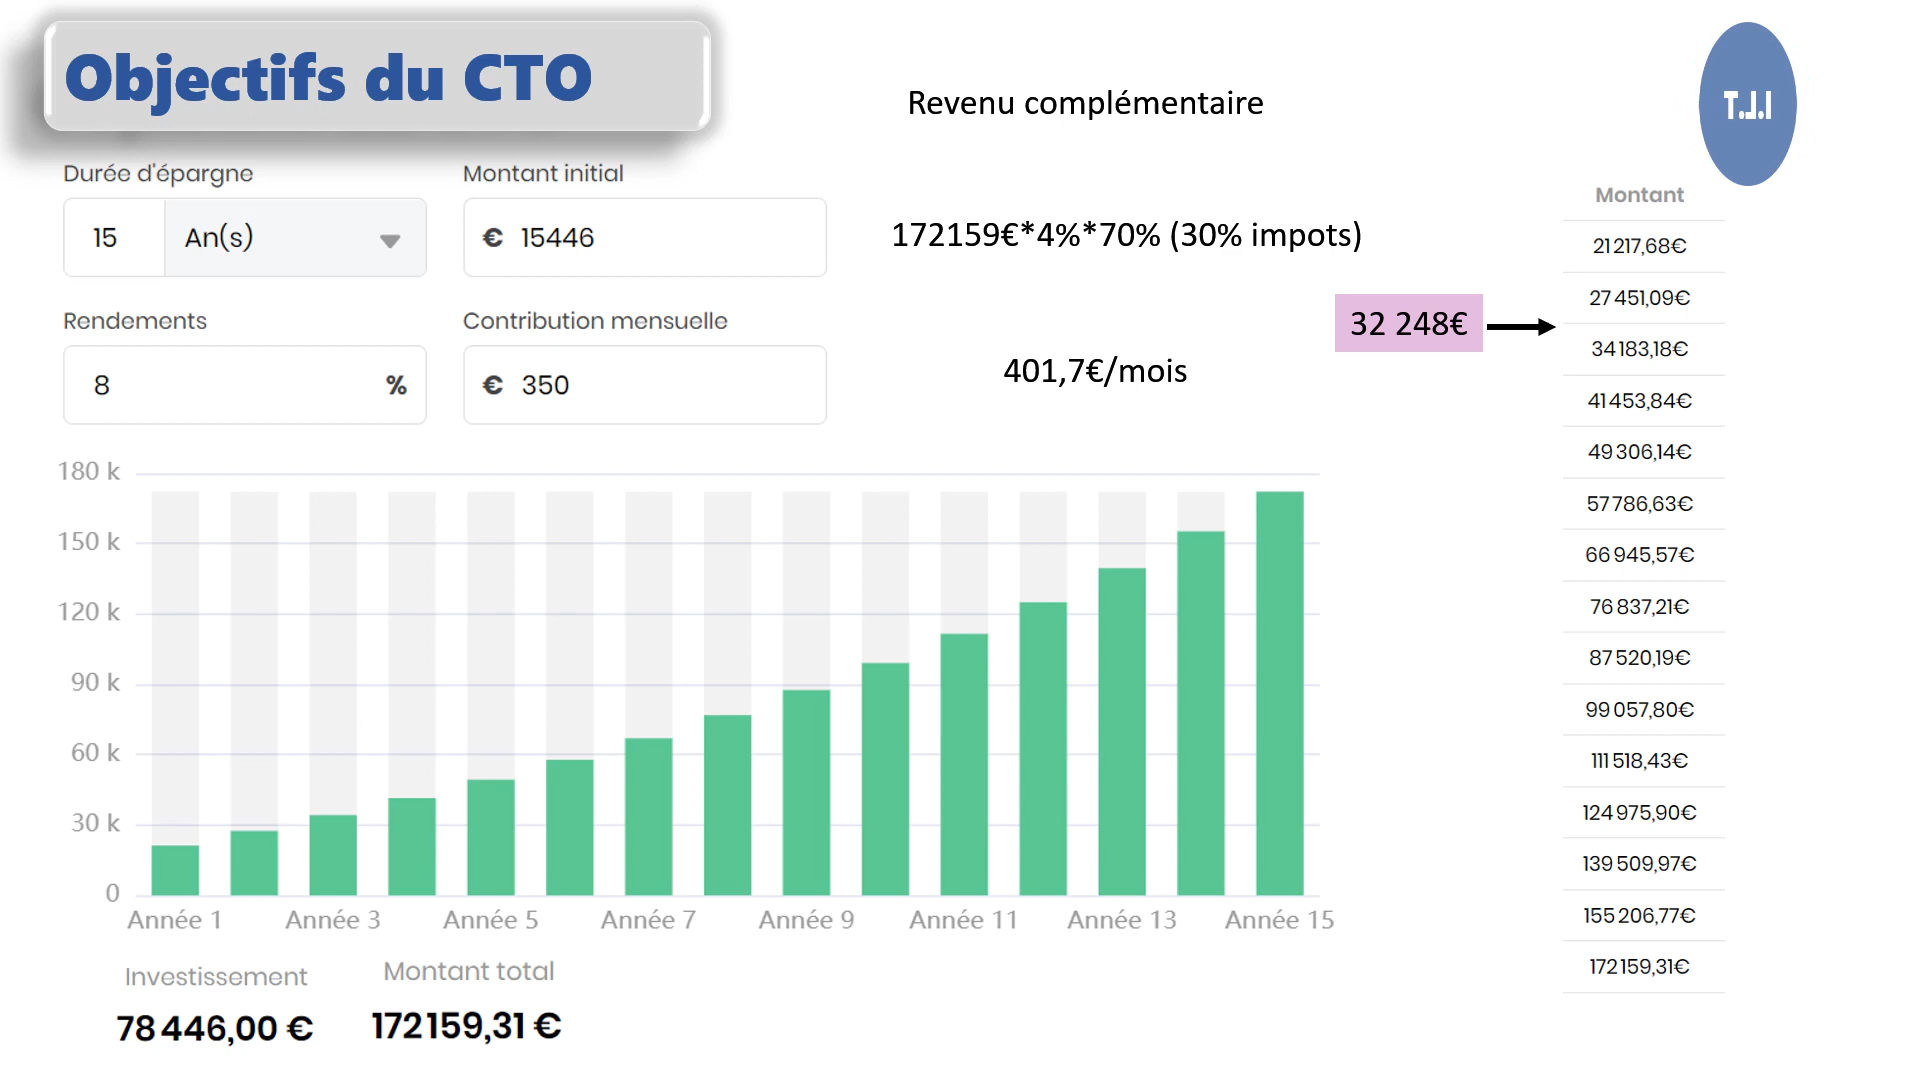 Objectifs du CTO
Revenu complémentaire
T.J.I
Durée d'épargne
Montant initial
15 An(s)
€ 15446
172159€*4%*70% (30% impots)
Rendements
Contribution mensuelle
8 %
€ 350
401,7€/mois
32 248€
Montant
21 217,68€
27 451,09€
34 183,18€
41 453,84€
49 306,14€
57 786,63€
66 945,57€
76 837,21€
87 520,19€
99 057,80€
111 518,43€
124 975,90€
139 509,97€
155 206,77€
172 159,31€
180 k
150 k
120 k
90 k
60 k
30 k
0
Année 1 Année 3 Année 5 Année 7 Année 9 Année 11 Année 13 Année 15
Investissement
Montant total
78 446,00 €
172 159,31 €